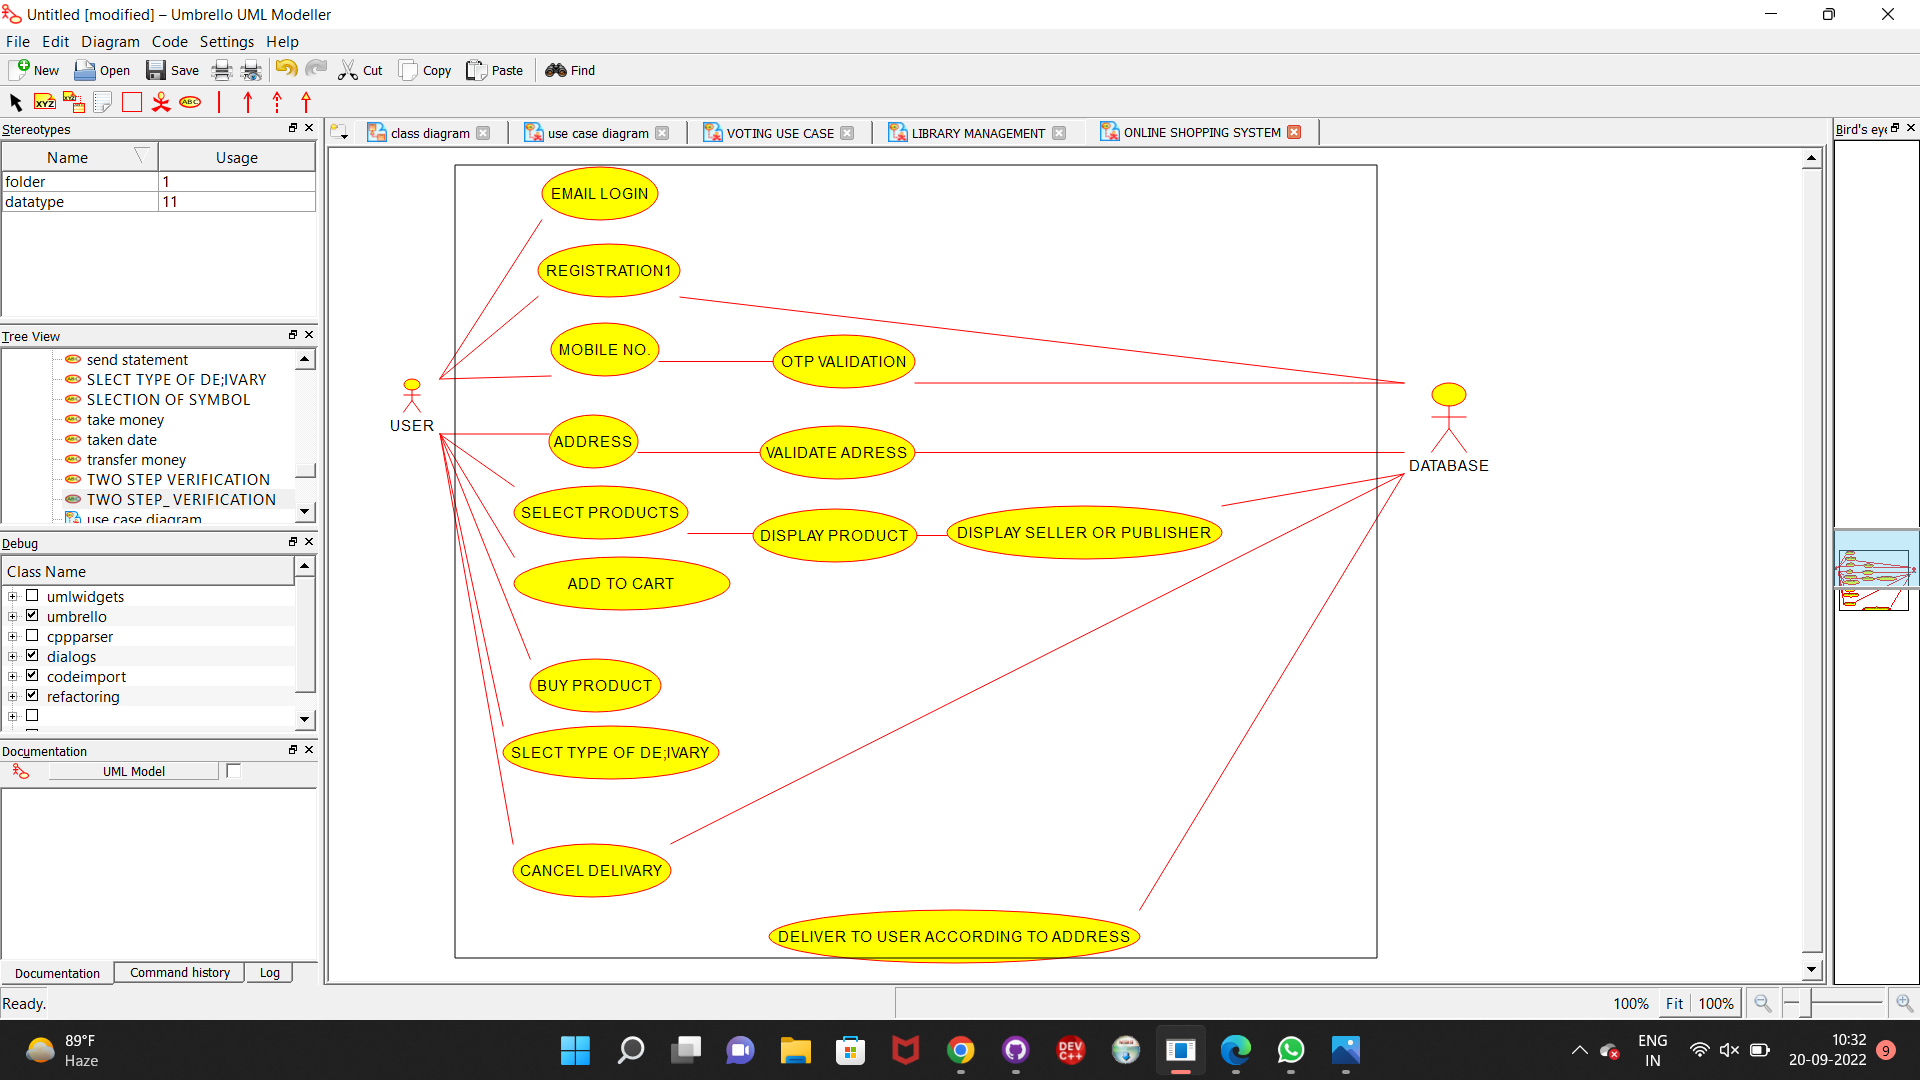 Untitled [modified] – Umbrello UML Modeller
File Edit Diagram Code Settings Help
New Open Save Cut Copy Paste Find
XYZ XYZ ABC
Stereotypes
Name Usage
folder 1
datatype 11
Tree View
send statement
SLECT TYPE OF DE;IVARY
SLECTION OF SYMBOL
take money
taken date
transfer money
TWO STEP VERIFICATION
TWO STEP_ VERIFICATION
use case diagram
Debug
Class Name
umlwidgets
umbrello
cppparser
dialogs
codeimport
refactoring
Documentation
UML Model
Documentation Command history Log
Ready.
class diagram use case diagram VOTING USE CASE LIBRARY MANAGEMENT ONLINE SHOPPING SYSTEM
Bird's eye
EMAIL LOGIN
REGISTRATION1
MOBILE NO. OTP VALIDATION
USER
ADDRESS VALIDATE ADRESS
DATABASE
SELECT PRODUCTS DISPLAY PRODUCT DISPLAY SELLER OR PUBLISHER
ADD TO CART
BUY PRODUCT
SLECT TYPE OF DE;IVARY
CANCEL DELIVARY
DELIVER TO USER ACCORDING TO ADDRESS
100% Fit 100%
89°F
Haze
DEV
C++
ENG
IN
10:32
20-09-2022
9